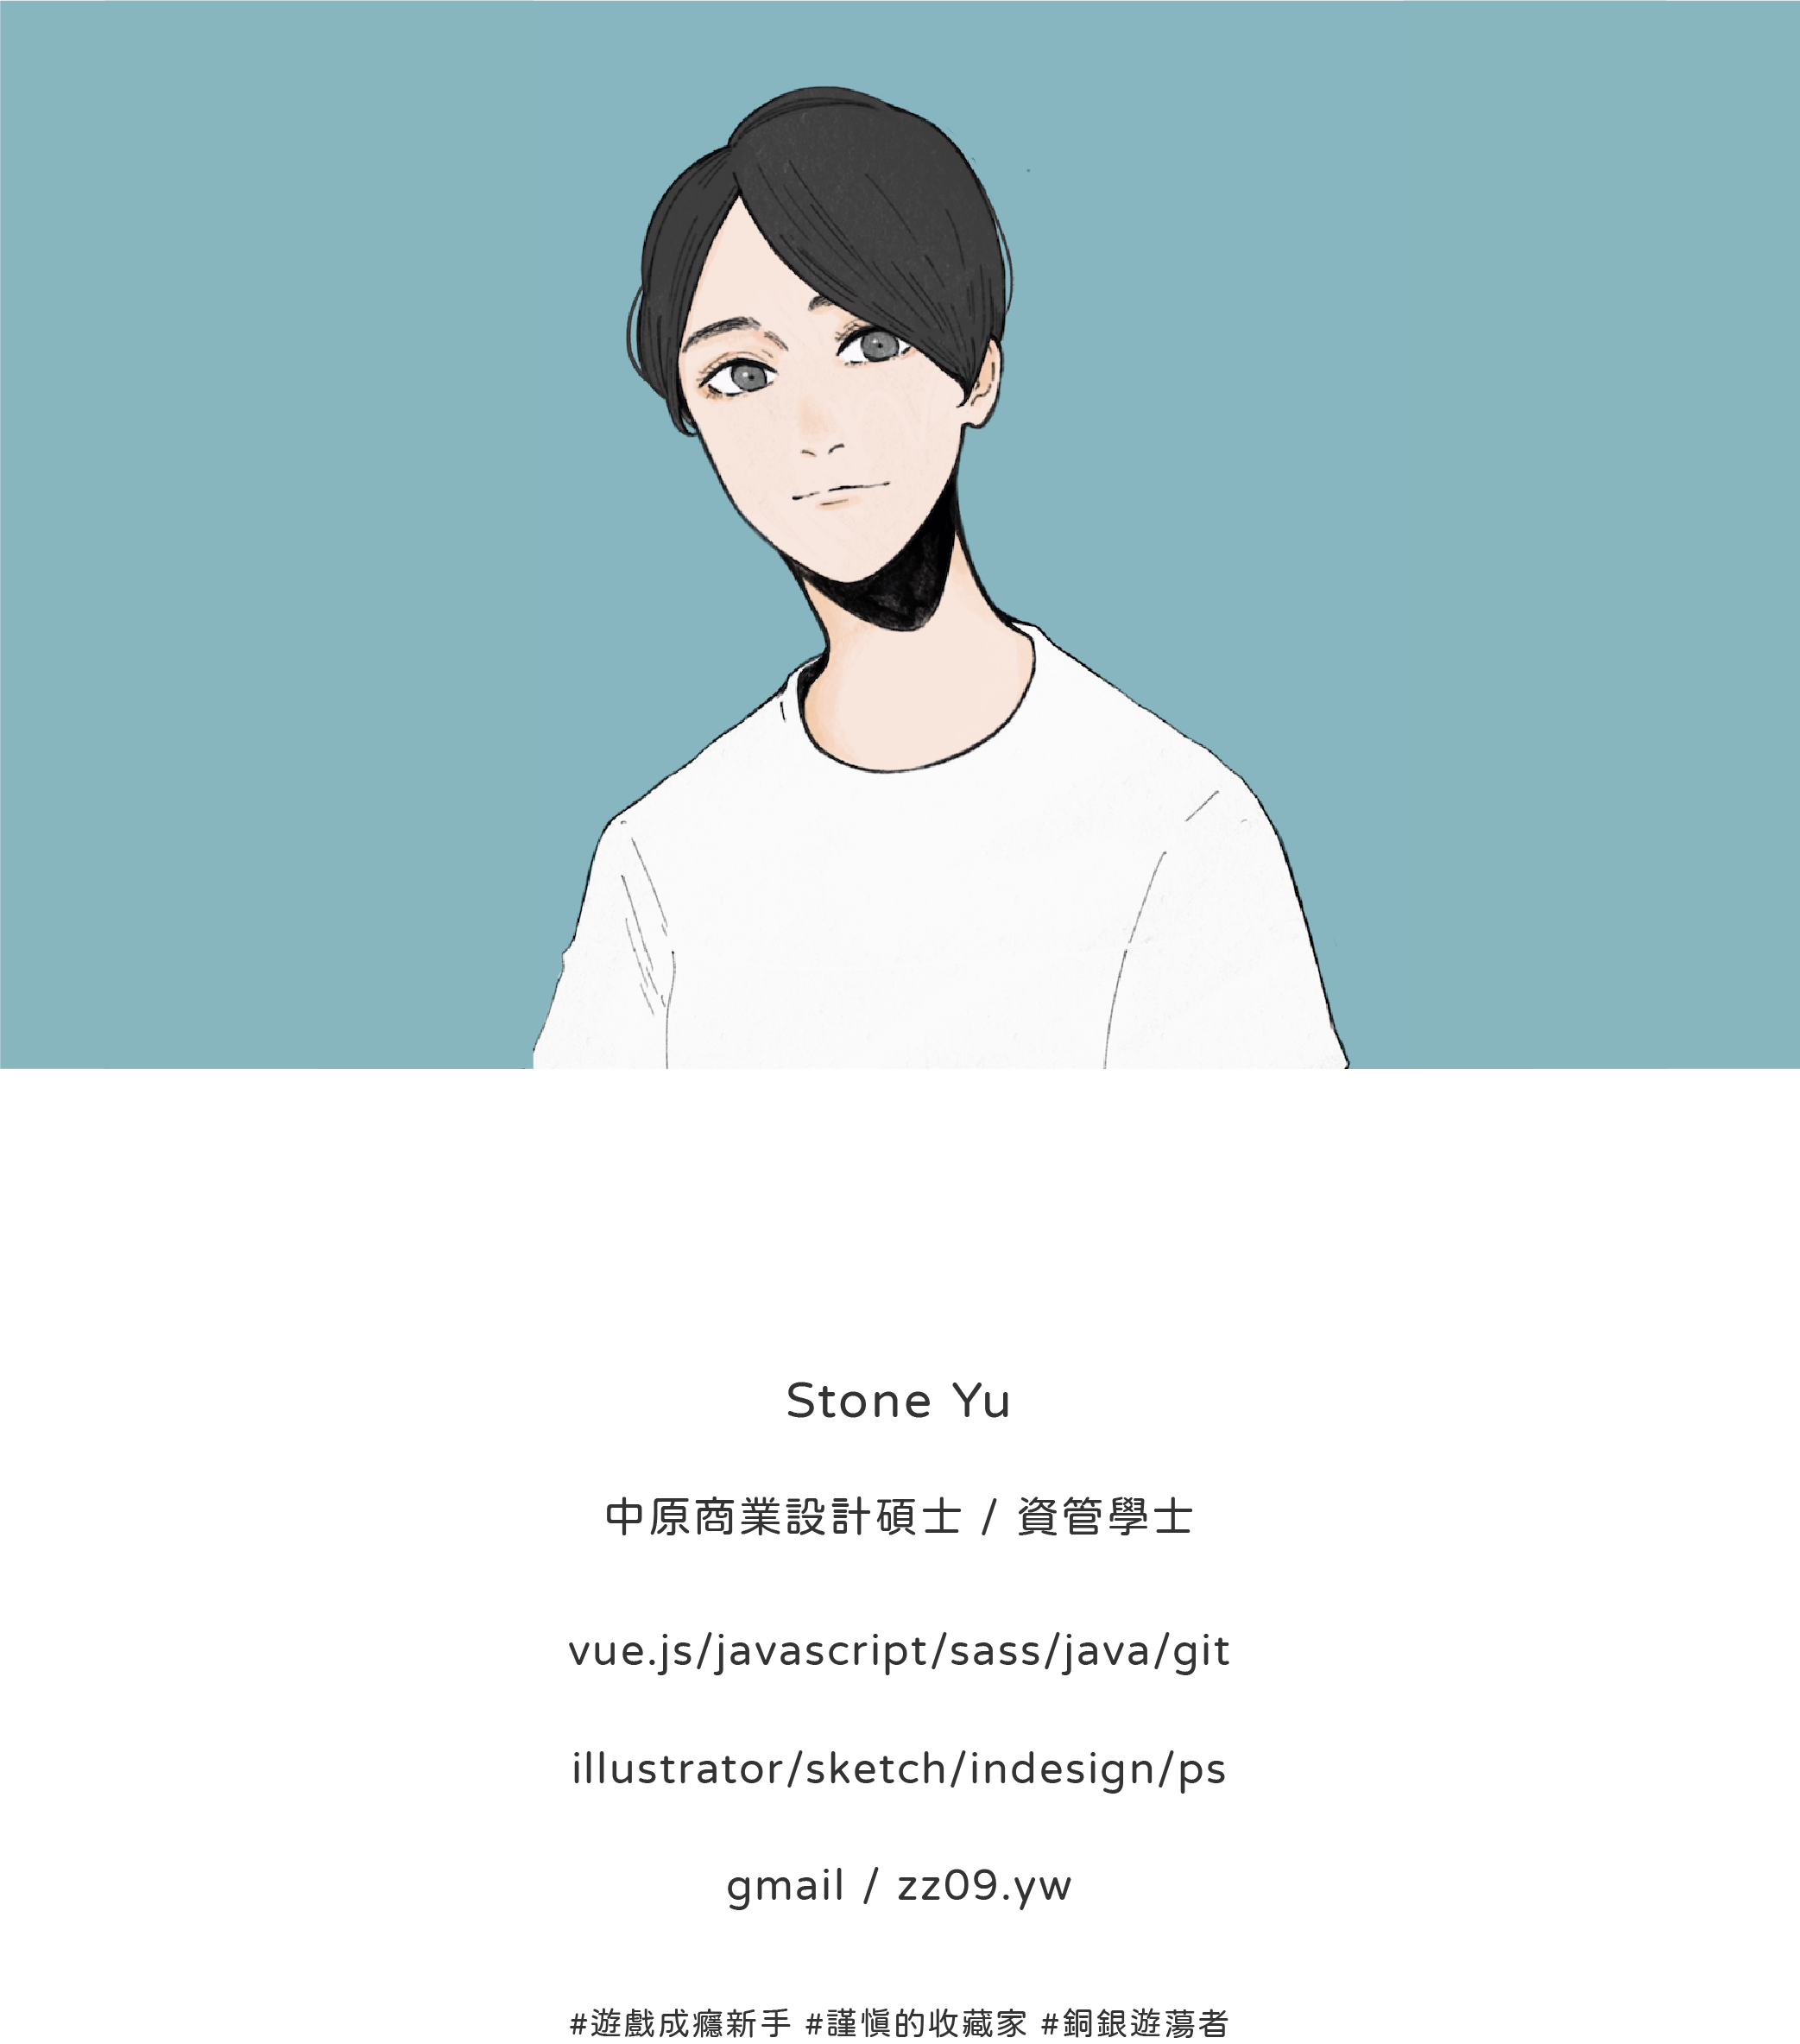 Stone Yu
中原商業設計碩士 / 資管學士
vue.js/javascript/sass/java/git
illustrator/sketch/indesign/ps
gmail / zz09.yw
#遊戲成癮新手 #謹慎的收藏家 #銅銀遊蕩者